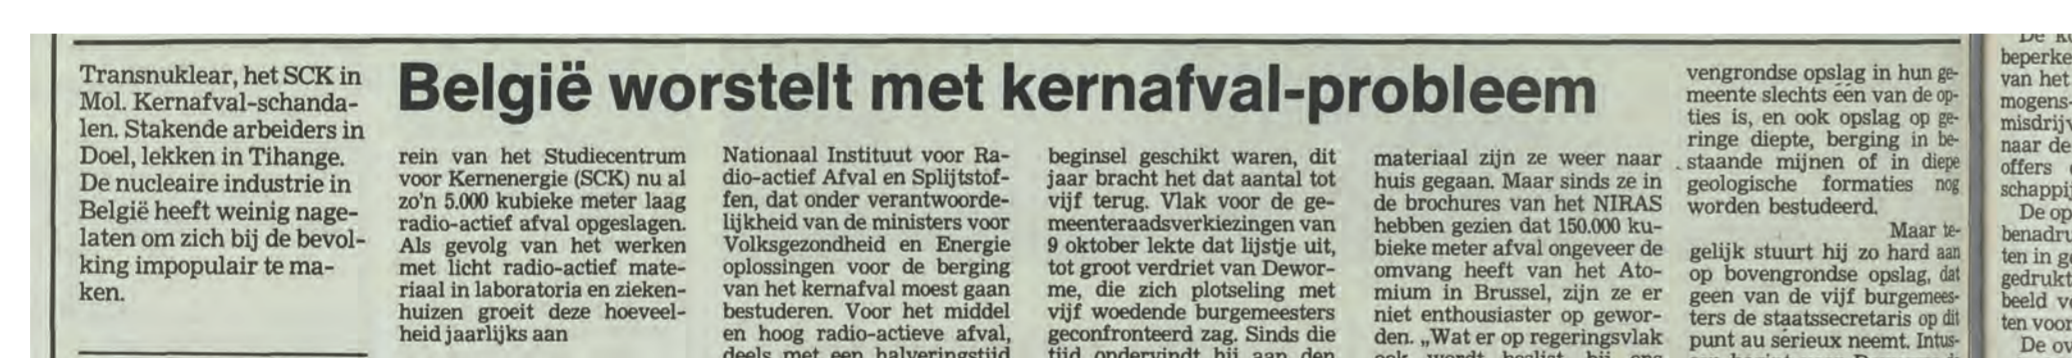 Transnuklear, het SCK in
Mol. Kernafval-schanda-
len. Stakende arbeiders in
Doel, lekken in Tihange.
De nucleaire industrie in
België heeft weinig nage-
laten om zich bij de bevol-
king impopulair te ma-
ken.
België worstelt met kernafval-probleem
rein van het Studiecentrum
voor Kernenergie (SCK) nu al
zo'n 5.000 kubieke meter laag
radio-actief afval opgeslagen.
Als gevolg van het werken
met licht radio-actief mate-
riaal in laboratoria en zieken-
huizen groeit deze hoeveel-
heid jaarlijks aan
Nationaal Instituut voor Ra-
dio-actief Afval en Splijtstof-
fen, dat onder verantwoorde-
lijkheid van de ministers voor
Volksgezondheid en Energie
oplossingen voor de berging
van het kernafval moest gaan
bestuderen. Voor het middel
en hoog radio-actieve afval,
deels met een halveringstijd
beginsel geschikt waren, dit
jaar bracht het dat aantal tot
vijf terug. Vlak voor de ge-
meenteraadsverkiezingen van
9 oktober lekte dat lijstje uit,
tot groot verdriet van Dewor-
me, die zich plotseling met
vijf woedende burgemeesters
geconfronteerd zag. Sinds die
tijd ondervindt hij aan den
materiaal zijn ze weer naar
huis gegaan. Maar sinds ze in
de brochures van het NIRAS
hebben gezien dat 150.000 ku-
bieke meter afval ongeveer de
omvang heeft van het Ato-
mium in Brussel, zijn ze er
niet enthousiaster op gewor-
den. „Wat er op regeringsvlak
vengrondse opslag in hun ge-
meente slechts één van de op-
ties is, en ook opslag op ge-
ringe diepte, berging in be-
staande mijnen of in diepe
geologische formaties nog
worden bestudeerd.
Maar te-
gelijk stuurt hij zo hard aan
op bovengrondse opslag, dat
geen van de vijf burgemees-
ters de staatssecretaris op dit
punt au sérieux neemt. Intus-
beperke
van het
mogens-
misdrij
naar de
offers
schappi
De op
benadru
ten in g
gedrukt
beeld v
ten voor
De o